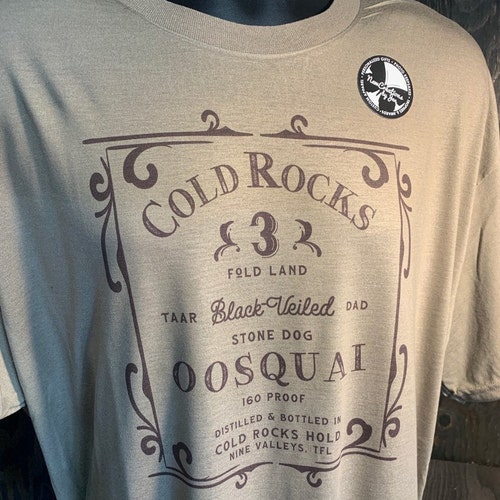 COLD ROCKS
3
FOLD LAND
TAAR Black-Veiled DAD
STONE DOG
OOSQUAI
160 PROOF
DISTILLED & BOTTLED IN
COLD ROCKS HOLD
NINE VALLEYS, TFL